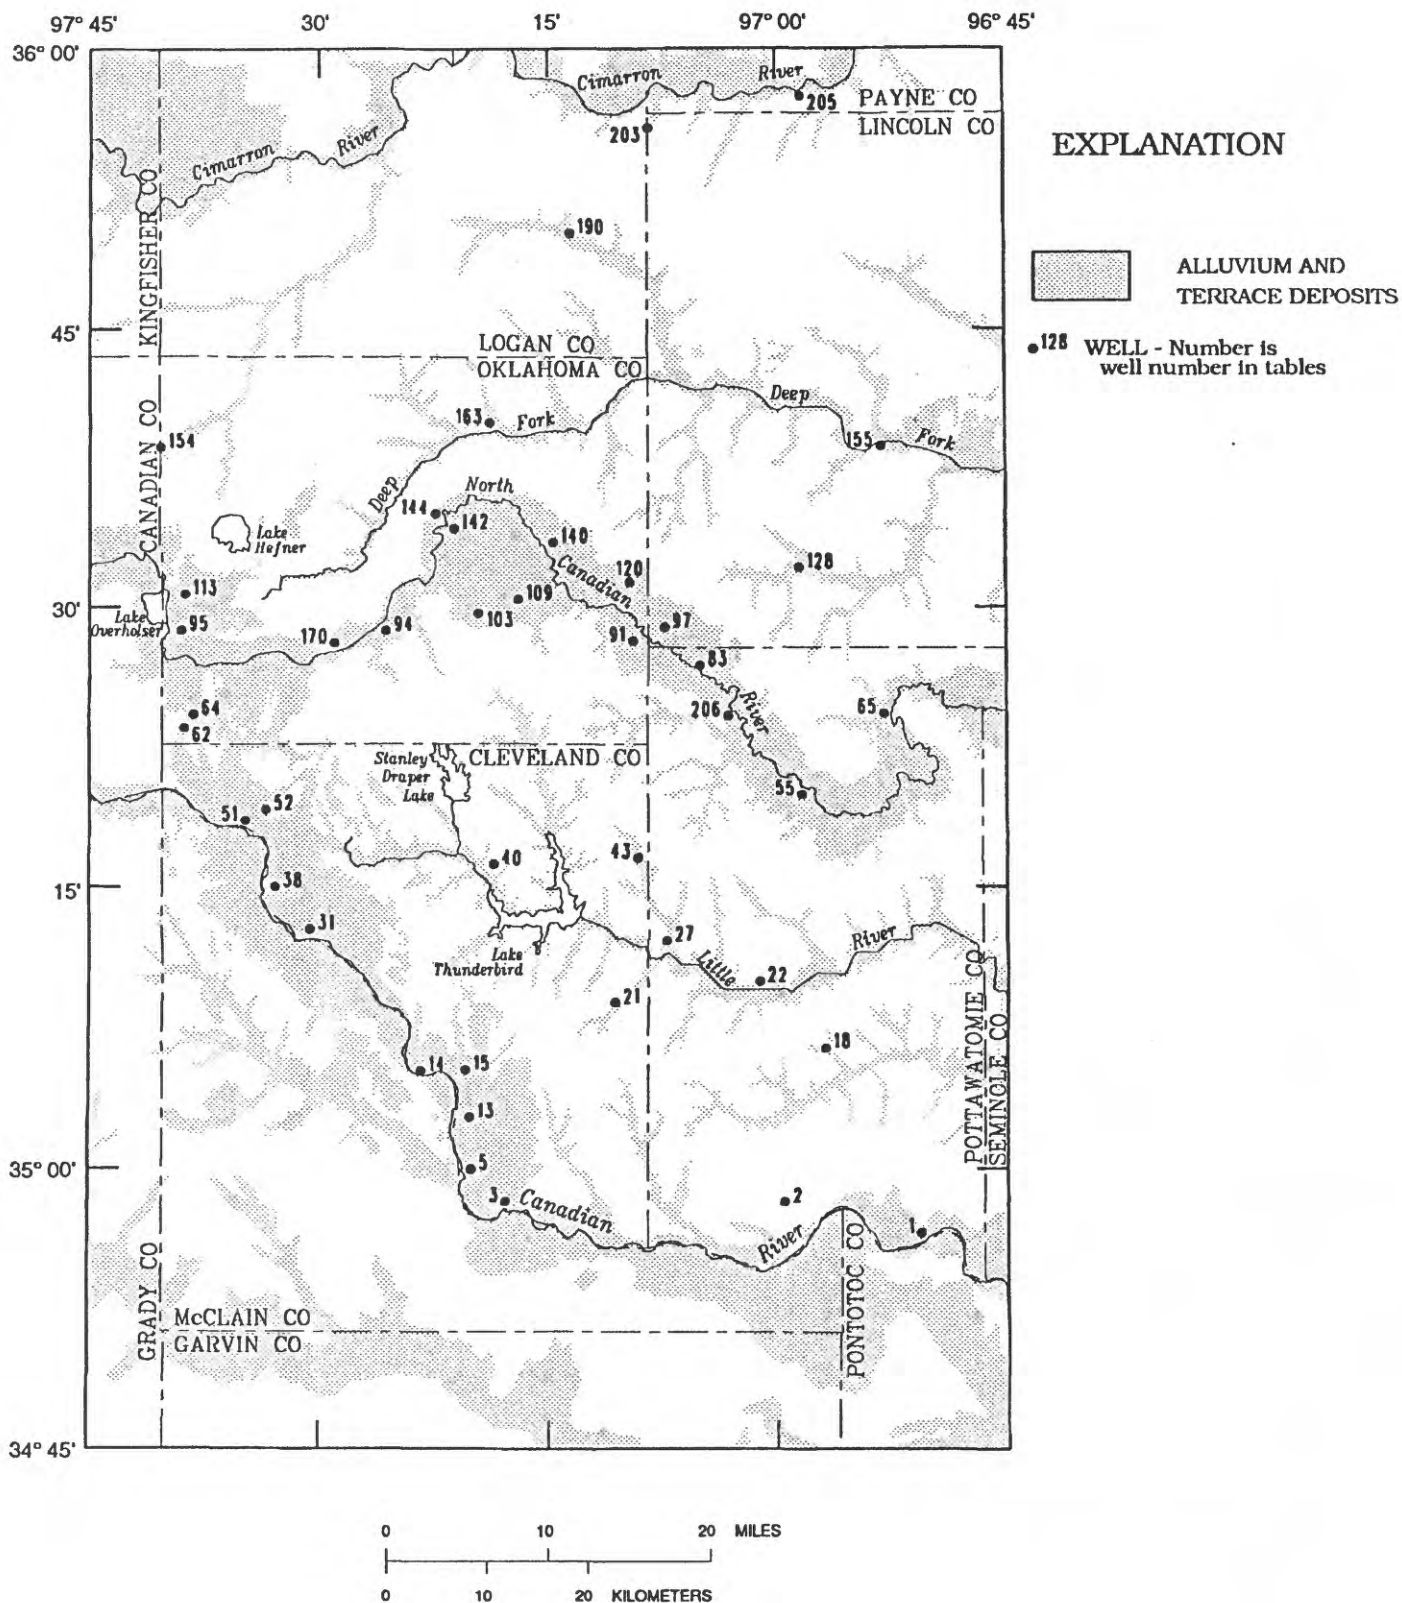 97° 45' 30' 15' 97° 00' 96° 45'
36° 00'
Cimarron River
205
PAYNE CO
LINCOLN CO
203
EXPLANATION
Cimarron River
KINGFISHER CO
190
ALLUVIUM AND
TERRACE DEPOSITS
45'
LOGAN CO
OKLAHOMA CO
128 WELL - Number is
well number in tables
Deep
163
Fork
154
155
Fork
CANADIAN CO
Deep
North
144
142
Lake
Hefner
140
Canadian
120
128
113
30'
Lake
Overholser
95
109
103
94
170
97
91
83
64
62
206
River
65
CLEVELAND CO
Stanley
Draper
Lake
52
51
55
40
43
15'
38
31
27
River
Lake
Thunderbird
Little
22
21
18
POTTAWATOMIE CO
SEMINOLE CO
14
15
13
35° 00'
5
3
Canadian
2
River
1
GRADY CO
McCLAIN CO
GARVIN CO
PONTOTOC CO
34° 45'
0 10 20 MILES
0 10 20 KILOMETERS